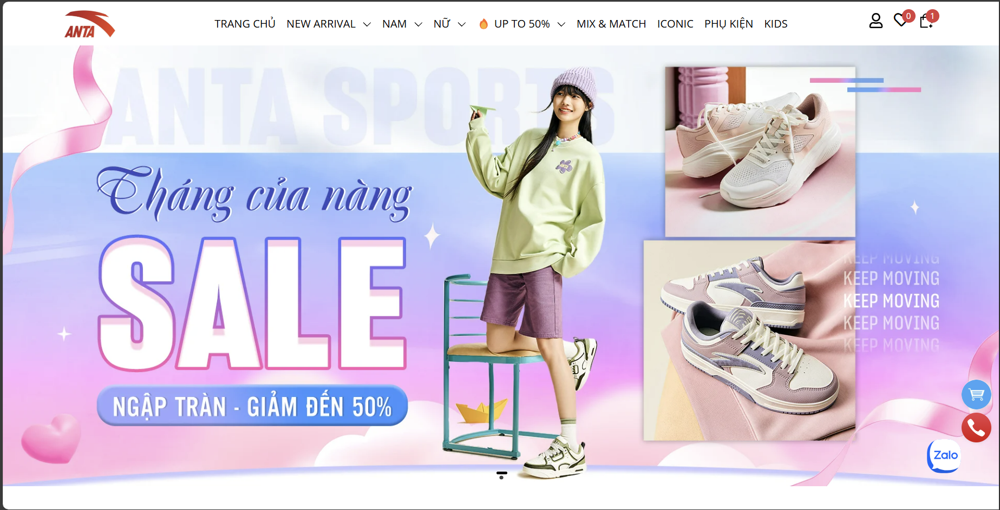 ANTA
TRANG CHỦ NEW ARRIVAL NAM NỮ UP TO 50% MIX & MATCH ICONIC PHỤ KIỆN KIDS
0
1
ANTA SPORTS
Tháng của nàng
SALE
NGẬP TRÀN - GIẢM ĐẾN 50%
KEEP MOVING
KEEP MOVING
KEEP MOVING
KEEP MOVING
KEEP MOVING
Zalo